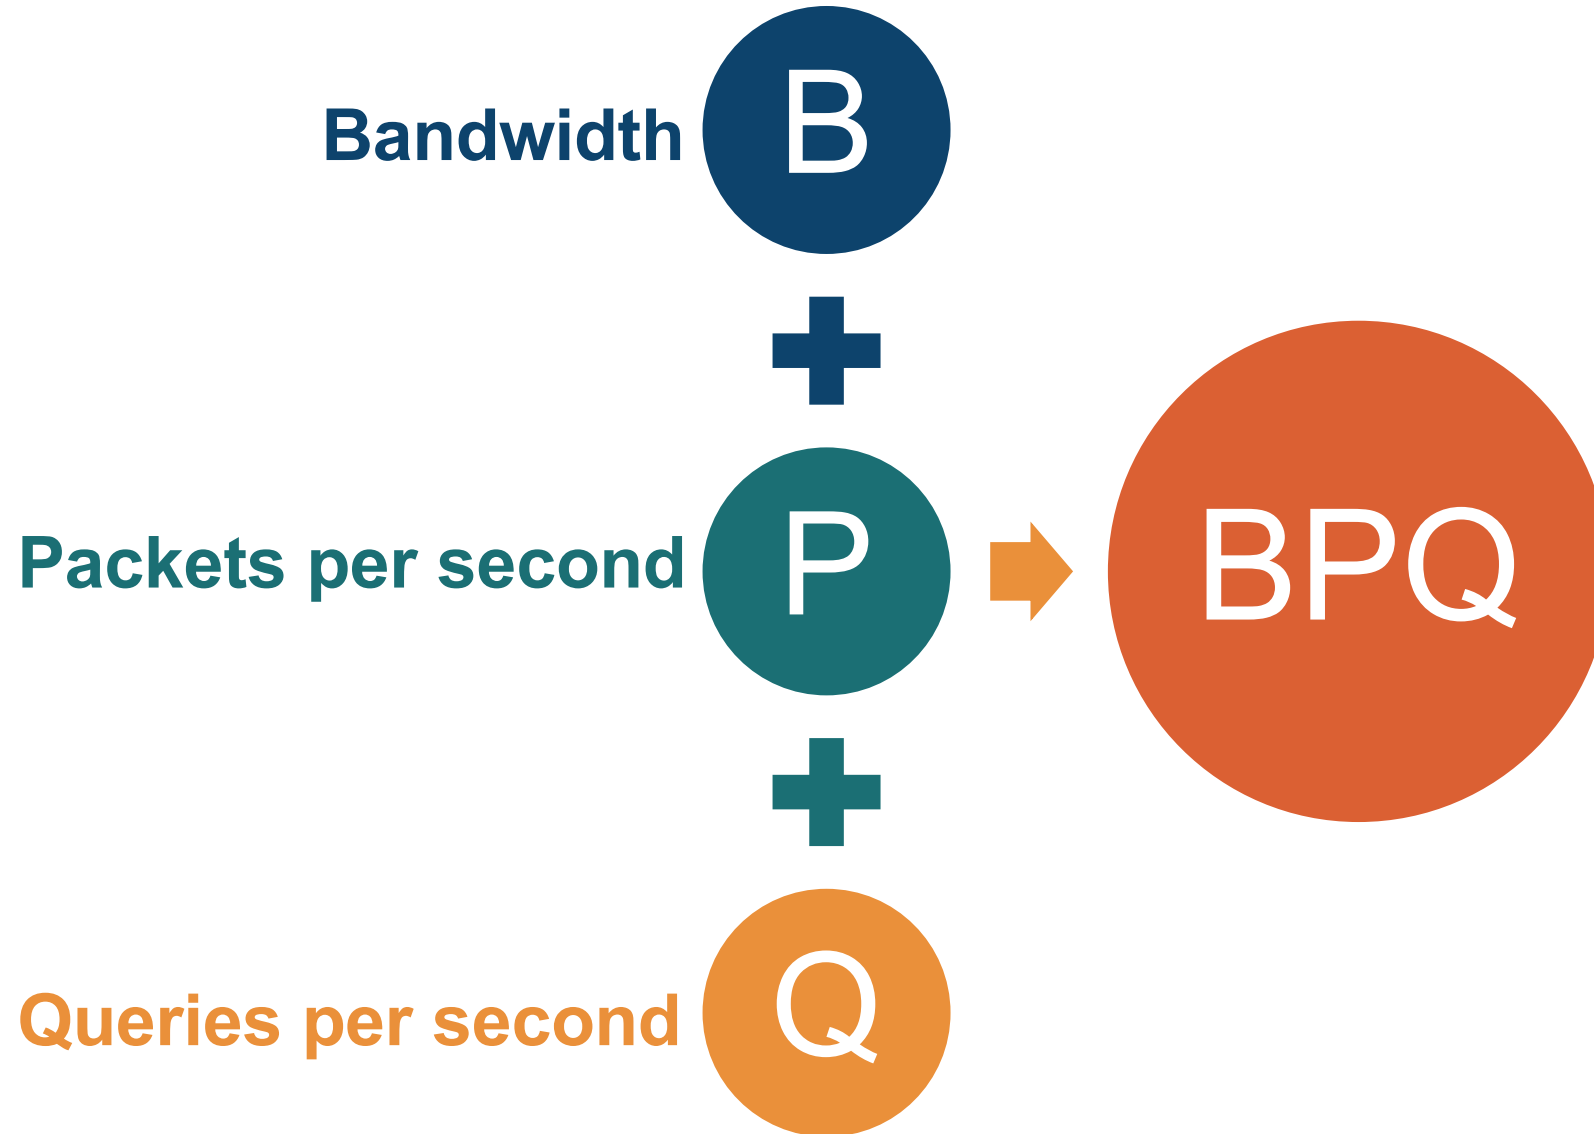 Bandwidth B
Packets per second P
BPQ
Queries per second Q